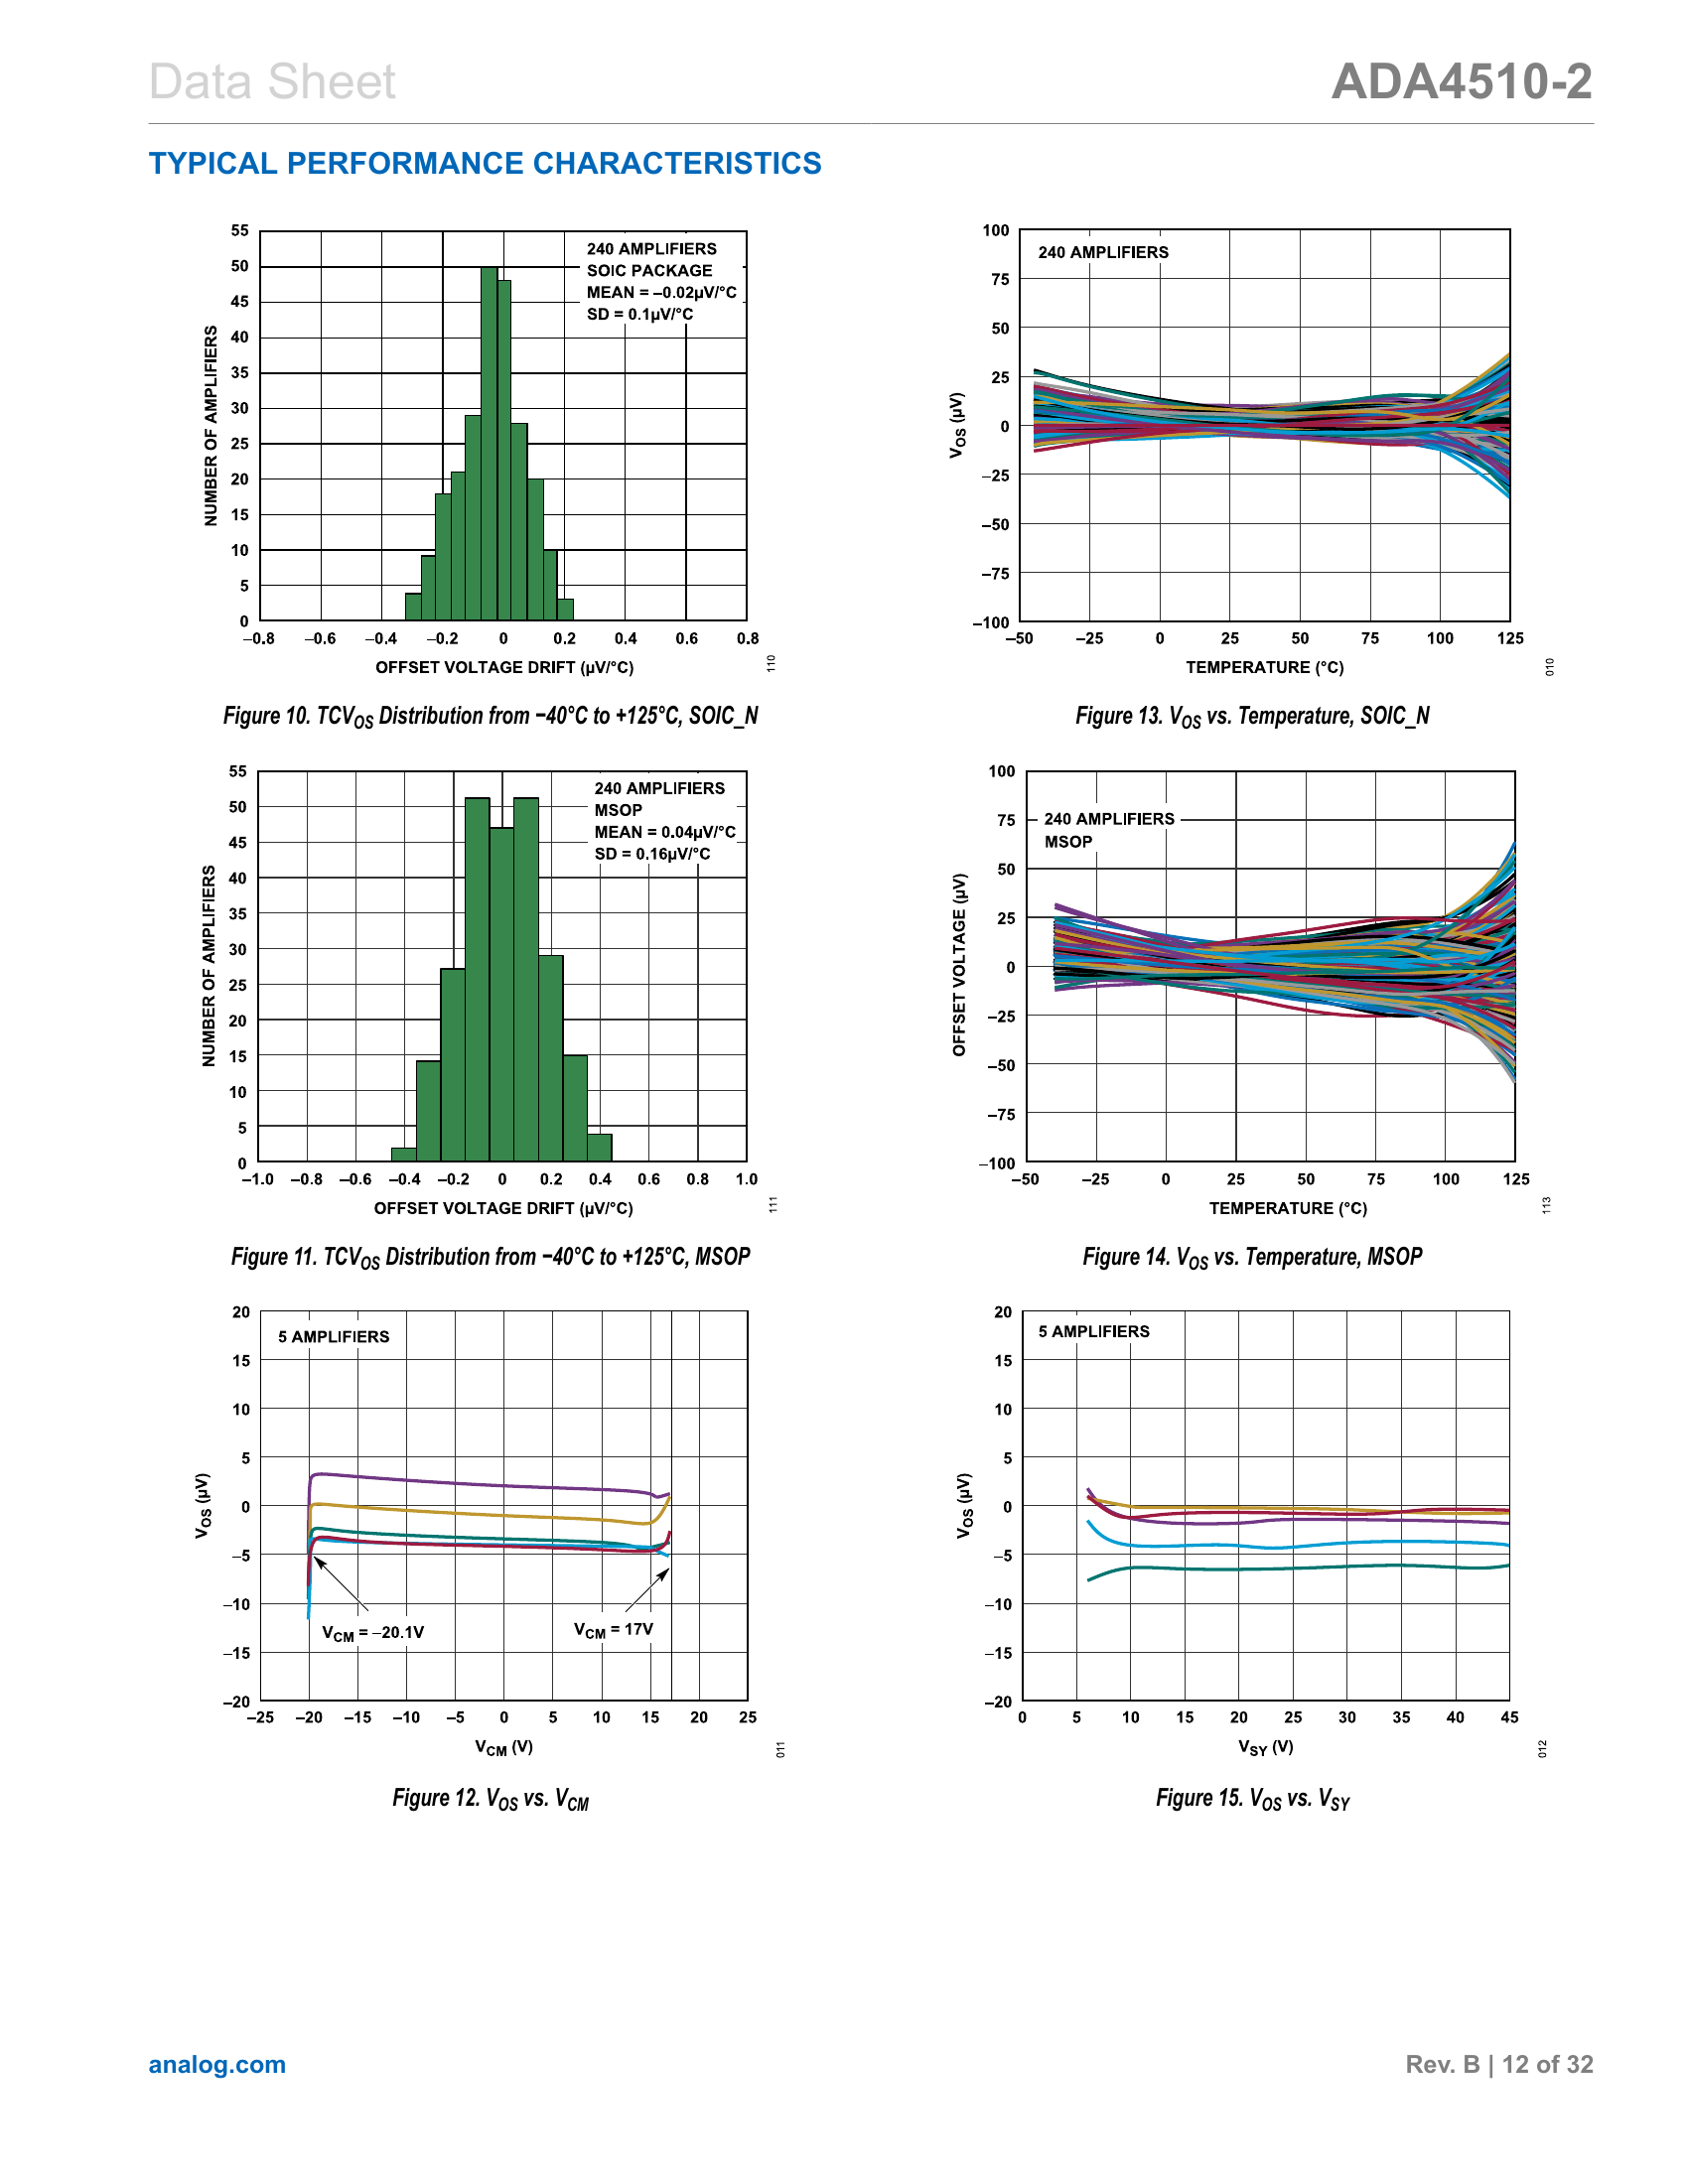 Data Sheet
ADA4510-2
TYPICAL PERFORMANCE CHARACTERISTICS
55
50
45
40
35
30
25
20
15
10
5
0
NUMBER OF AMPLIFIERS
240 AMPLIFIERS
SOIC PACKAGE
MEAN = –0.02µV/°C
SD = 0.1µV/°C
–0.8 –0.6 –0.4 –0.2 0 0.2 0.4 0.6 0.8
OFFSET VOLTAGE DRIFT (µV/°C)
110
Figure 10. TCVOS Distribution from −40°C to +125°C, SOIC_N
55
50
45
40
35
30
25
20
15
10
5
0
NUMBER OF AMPLIFIERS
240 AMPLIFIERS
MSOP
MEAN = 0.04µV/°C
SD = 0.16µV/°C
–1.0 –0.8 –0.6 –0.4 –0.2 0 0.2 0.4 0.6 0.8 1.0
OFFSET VOLTAGE DRIFT (µV/°C)
111
Figure 11. TCVOS Distribution from −40°C to +125°C, MSOP
20
15
10
5
0
–5
–10
–15
–20
VOS (µV)
5 AMPLIFIERS
VCM = –20.1V
VCM = 17V
–25 –20 –15 –10 –5 0 5 10 15 20 25
VCM (V)
011
Figure 12. VOS vs. VCM
100
75
50
25
0
–25
–50
–75
–100
VOS (µV)
240 AMPLIFIERS
–50 –25 0 25 50 75 100 125
TEMPERATURE (°C)
010
Figure 13. VOS vs. Temperature, SOIC_N
100
75
50
25
0
–25
–50
–75
–100
OFFSET VOLTAGE (µV)
240 AMPLIFIERS
MSOP
–50 –25 0 25 50 75 100 125
TEMPERATURE (°C)
113
Figure 14. VOS vs. Temperature, MSOP
20
15
10
5
0
–5
–10
–15
–20
VOS (µV)
5 AMPLIFIERS
0 5 10 15 20 25 30 35 40 45
VSY (V)
012
Figure 15. VOS vs. VSY
analog.com
Rev. B | 12 of 32